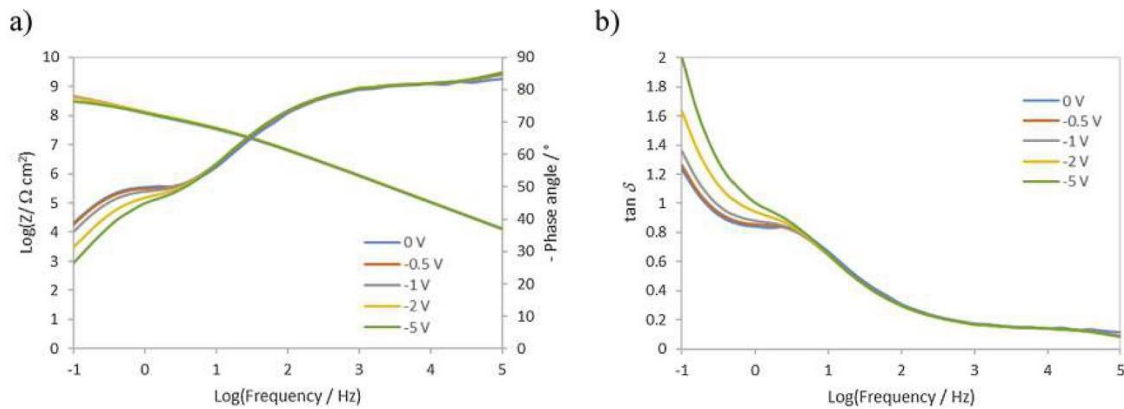 a)
10
9
8
7
6
5
4
3
2
1
0
Log(Z/ Ω cm²)
90
80
70
60
50
40
30
20
10
0
- Phase angle / °
0 V
-0.5 V
-1 V
-2 V
-5 V
-1 0 1 2 3 4 5
Log(Frequency / Hz)
b)
2
1.8
1.6
1.4
1.2
1
0.8
0.6
0.4
0.2
0
tan δ
0 V
-0.5 V
-1 V
-2 V
-5 V
-1 0 1 2 3 4 5
Log(Frequency / Hz)